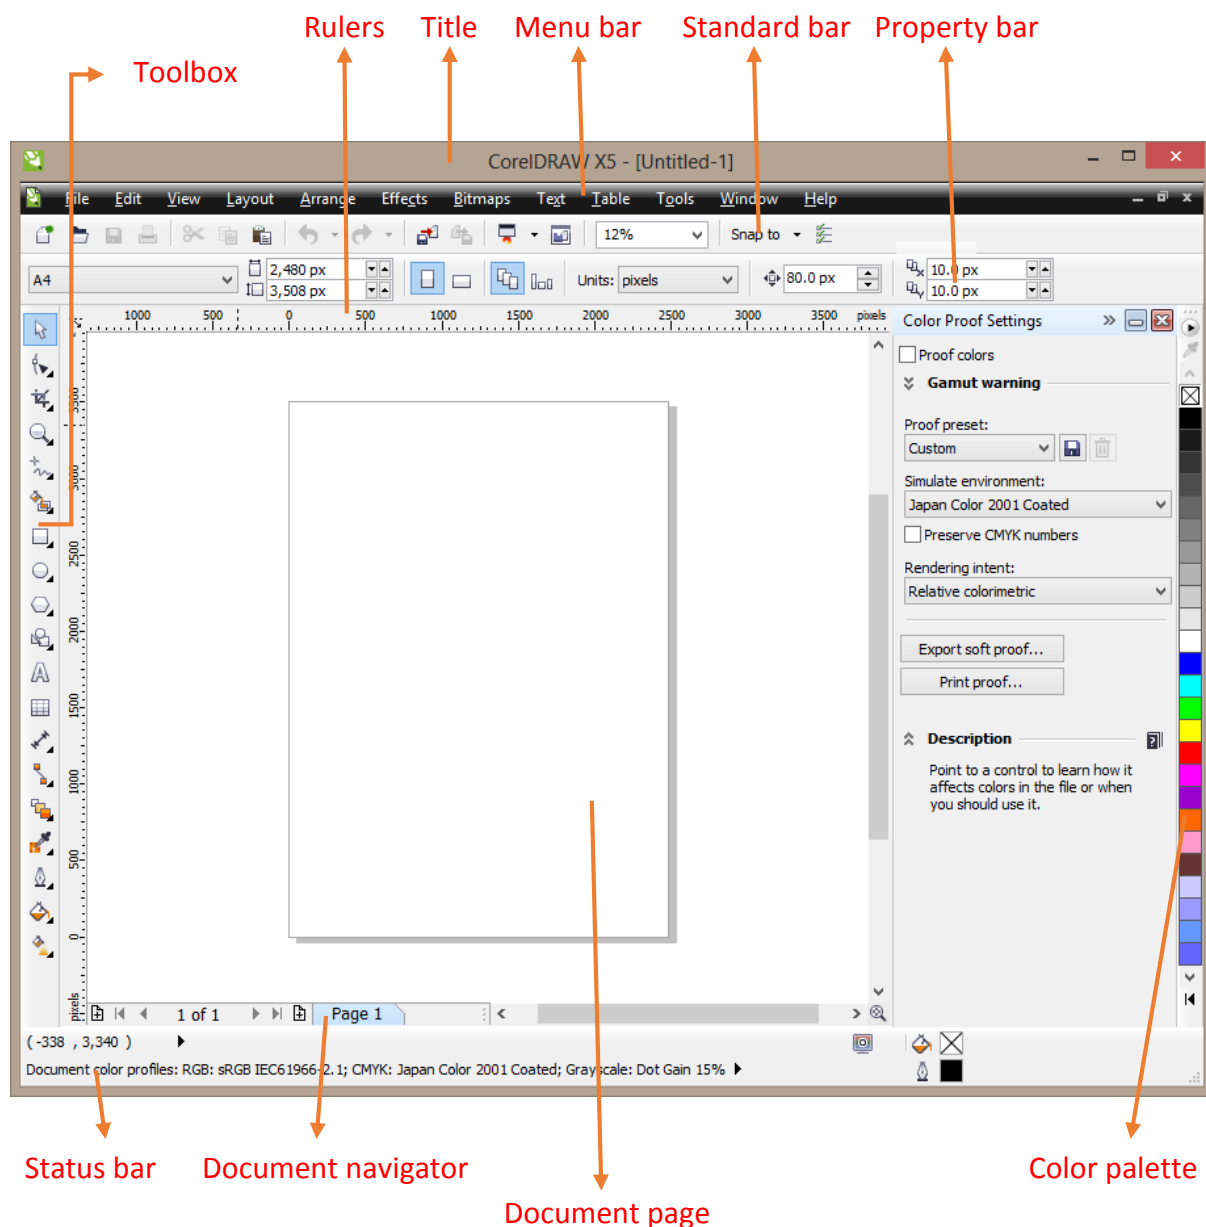 Rulers Title Menu bar Standard bar Property bar
Toolbox
CorelDRAW X5 - [Untitled-1]
File Edit View Layout Arrange Effects Bitmaps Text Table Tools Window Help
12% Snap to
A4 2,480 px 3,508 px Units: pixels 80.0 px 10.0 px 10.0 px
1000 500 0 500 1000 1500 2000 2500 3000 3500 pixels
Color Proof Settings
Proof colors
Gamut warning
Proof preset:
Custom
Simulate environment:
Japan Color 2001 Coated
Preserve CMYK numbers
Rendering intent:
Relative colorimetric
Export soft proof...
Print proof...
Description
Point to a control to learn how it
affects colors in the file or when
you should use it.
3500
3000
2500
2000
1500
1000
500
0
pixels
1 of 1 Page 1
( -338 , 3,340 )
Document color profiles: RGB: sRGB IEC61966-2.1; CMYK: Japan Color 2001 Coated; Grayscale: Dot Gain 15%
Status bar Document navigator Color palette
Document page